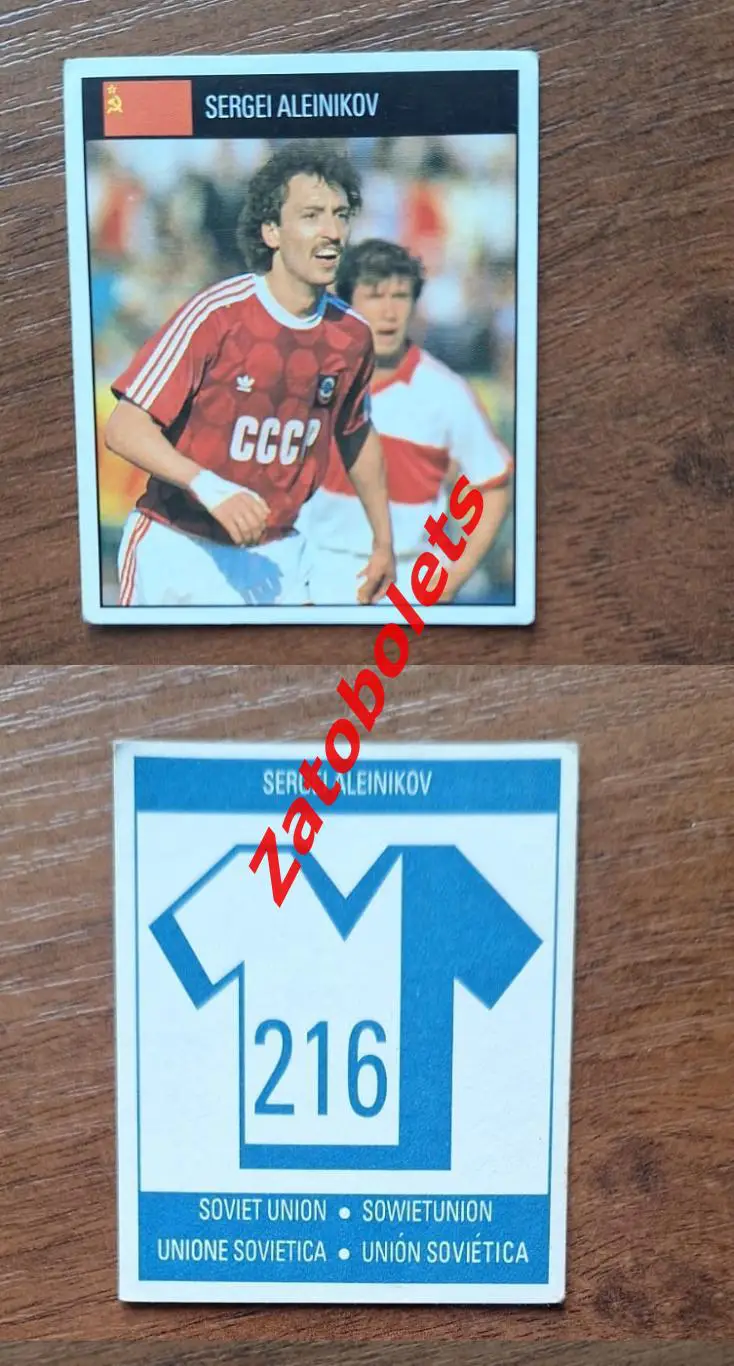 SERGEI ALEINIKOV
СССР
Zatobolets
SERGEI ALEINIKOV
216
SOVIET UNION • SOWIETUNION
UNIONE SOVIETICA • UNIÓN SOVIÉTICA